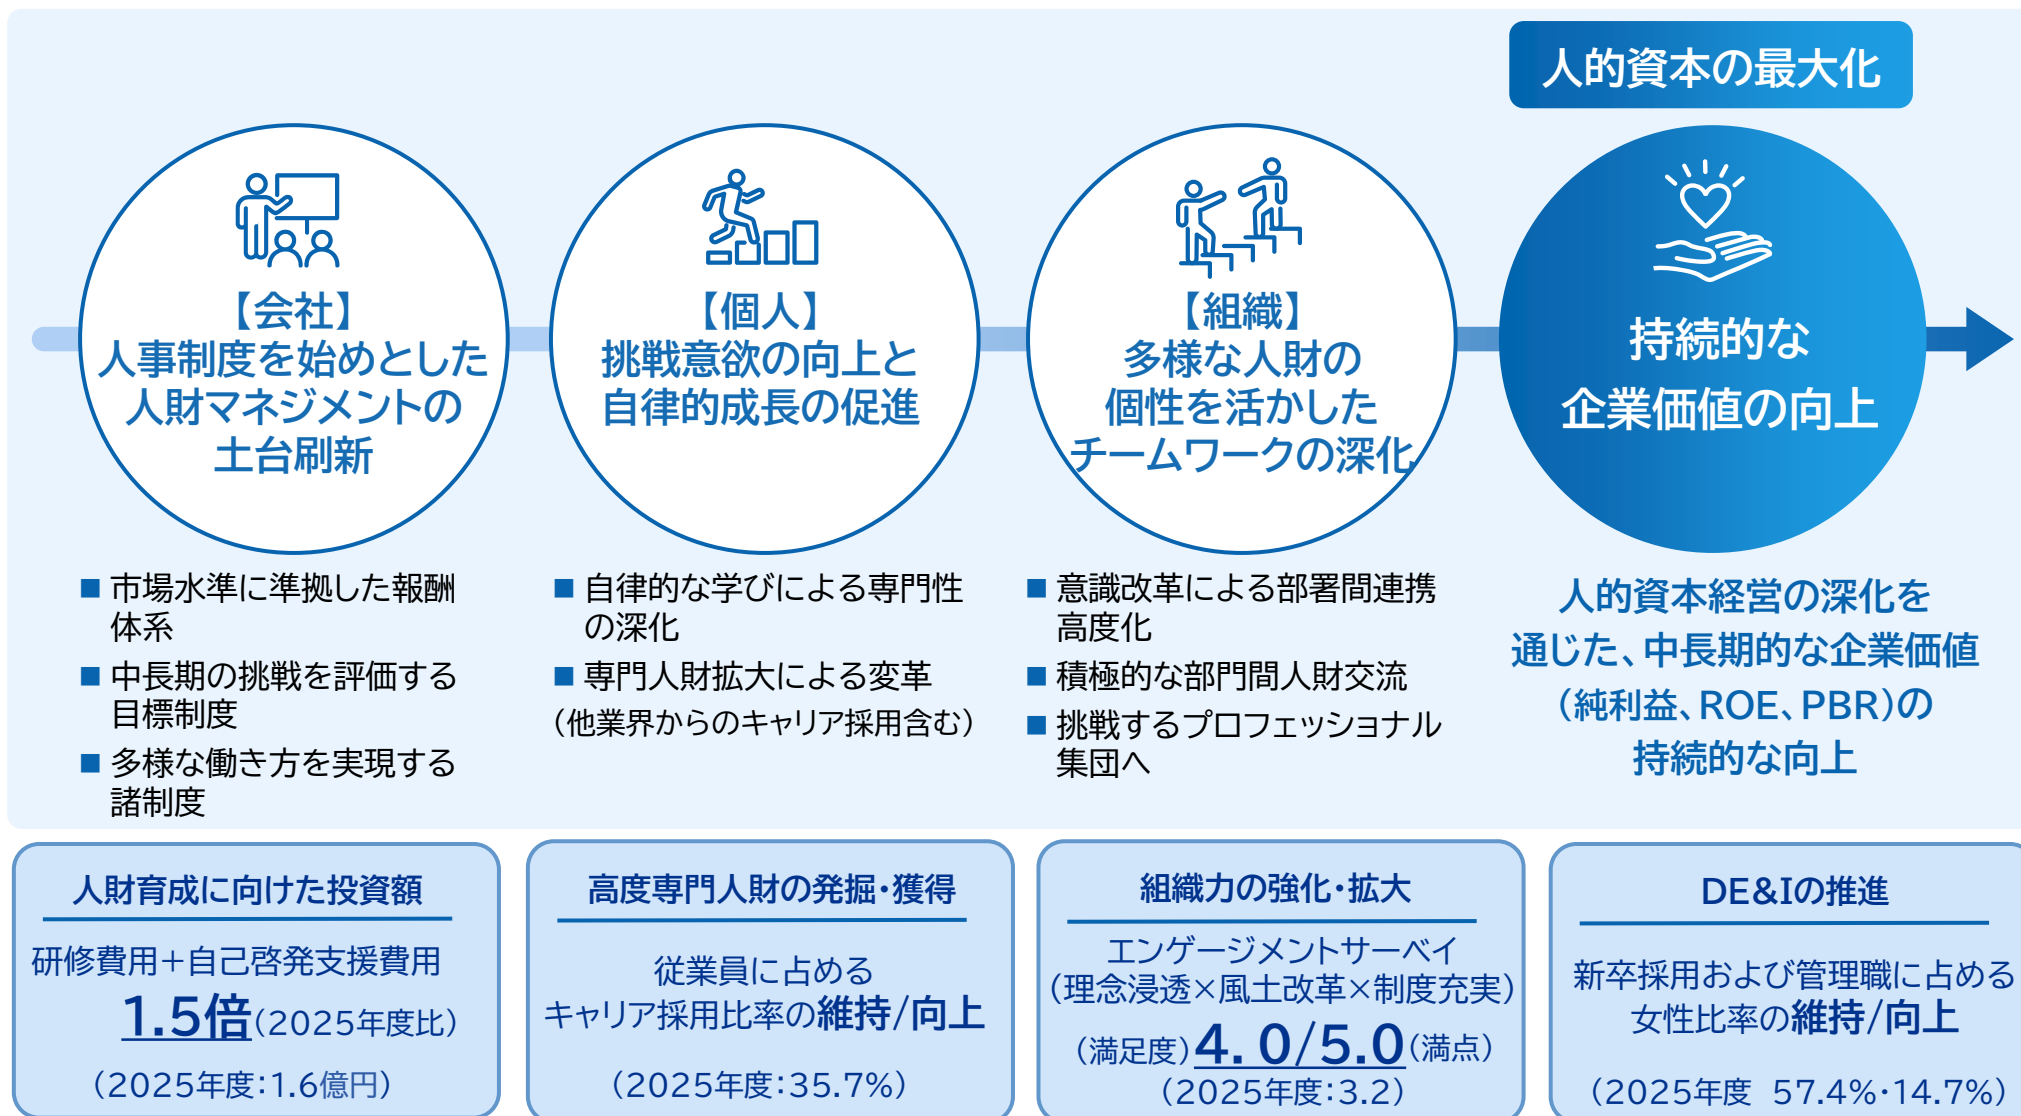 人的資本の最大化
【会社】
人事制度を始めとした
人財マネジメントの
土台刷新
■ 市場水準に準拠した報酬
体系
■ 中長期の挑戦を評価する
目標制度
■ 多様な働き方を実現する
諸制度
【個人】
挑戦意欲の向上と
自律的成長の促進
■ 自律的な学びによる専門性
の深化
■ 専門人財拡大による変革
（他業界からのキャリア採用含む）
【組織】
多様な人財の
個性を活かした
チームワークの深化
■ 意識改革による部署間連携
高度化
■ 積極的な部門間人財交流
■ 挑戦するプロフェッショナル
集団へ
持続的な
企業価値の向上
人的資本経営の深化を
通じた、中長期的な企業価値
（純利益、ROE、PBR）の
持続的な向上
人財育成に向けた投資額
研修費用＋自己啓発支援費用
1.5倍（2025年度比）
（2025年度：1.6億円）
高度専門人財の発掘・獲得
従業員に占める
キャリア採用比率の維持/向上
（2025年度：35.7%）
組織力の強化・拡大
エンゲージメントサーベイ
（理念浸透×風土改革×制度充実）
（満足度）4. 0/5.0（満点）
（2025年度：3.2）
DE&Iの推進
新卒採用および管理職に占める
女性比率の維持/向上
（2025年度　57.4%・14.7%）